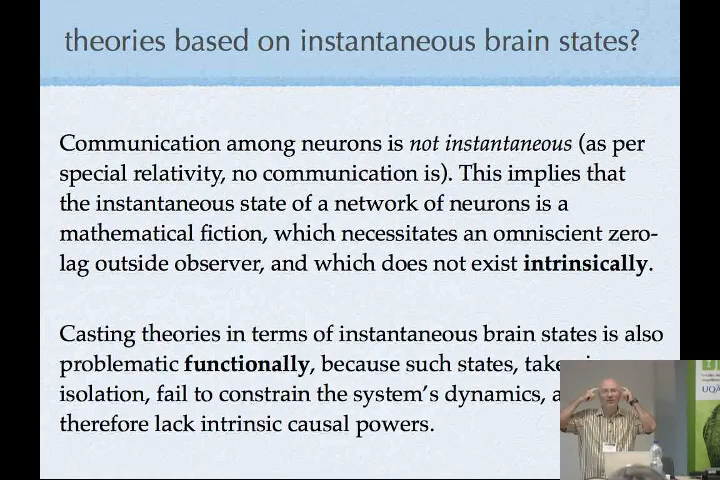 theories based on instantaneous brain states?
Communication among neurons is not instantaneous (as per
special relativity, no communication is). This implies that
the instantaneous state of a network of neurons is a
mathematical fiction, which necessitates an omniscient zero-
lag outside observer, and which does not exist intrinsically.
Casting theories in terms of instantaneous brain states is also
problematic functionally, because such states,
isolation, fail to constrain the system's dynamics,
therefore lack intrinsic causal powers.
UQÀ